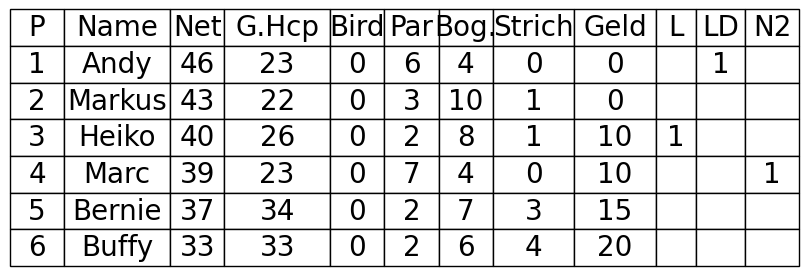 P Name Net G.Hcp Bird Par Bog. Strich Geld L LD N2
1 Andy 46 23 0 6 4 0 0 1
2 Markus 43 22 0 3 10 1 0
3 Heiko 40 26 0 2 8 1 10 1
4 Marc 39 23 0 7 4 0 10 1
5 Bernie 37 34 0 2 7 3 15
6 Buffy 33 33 0 2 6 4 20